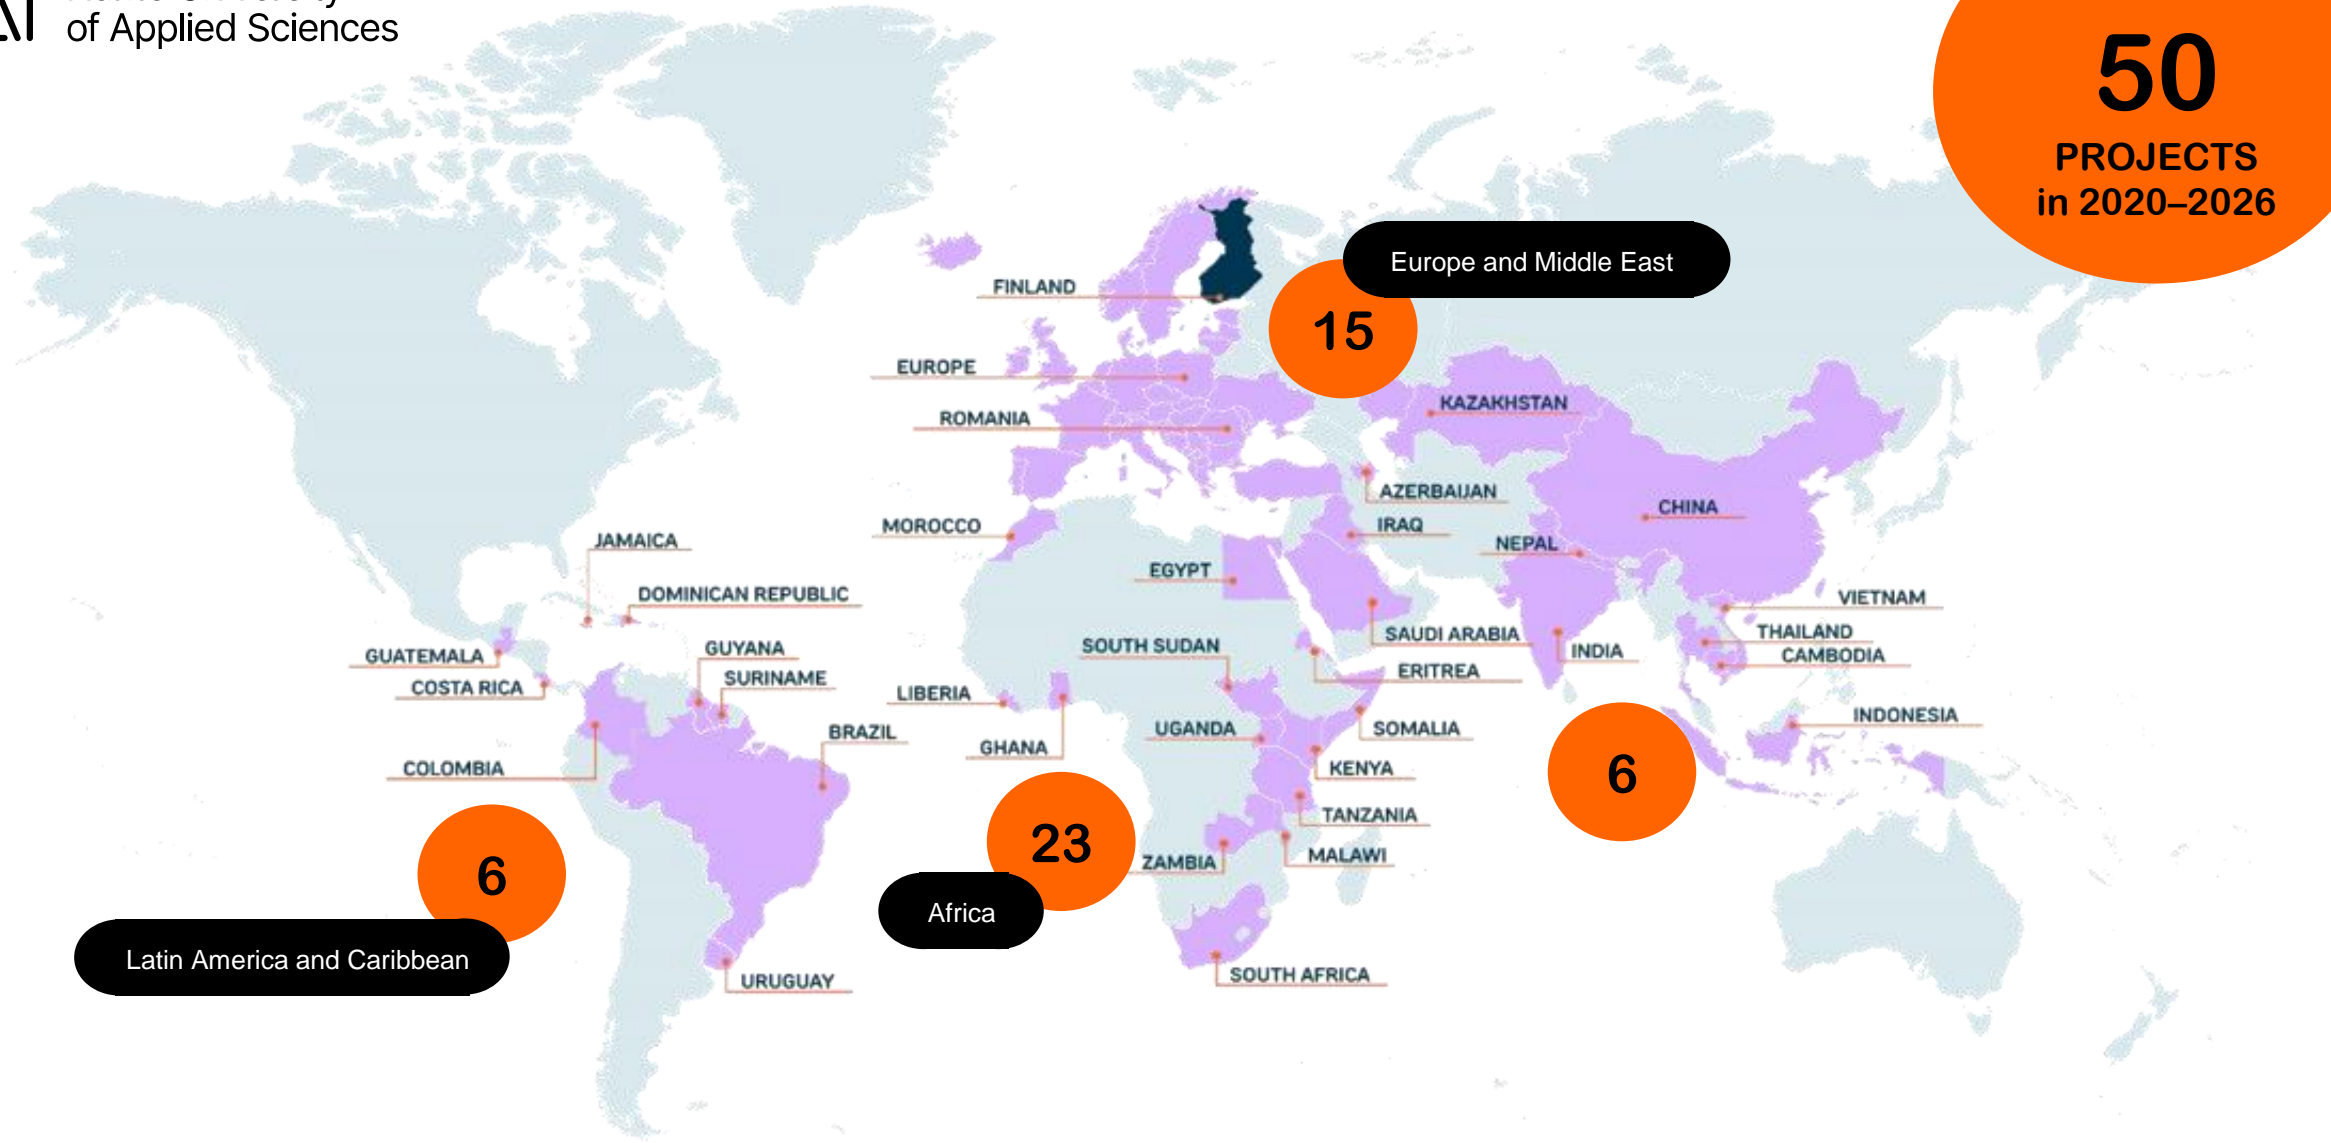 of Applied Sciences
50
PROJECTS
in 2020–2026
Europe and Middle East
15
FINLAND
EUROPE
ROMANIA
KAZAKHSTAN
AZERBAIJAN
CHINA
MOROCCO
IRAQ
NEPAL
EGYPT
JAMAICA
DOMINICAN REPUBLIC
VIETNAM
THAILAND
CAMBODIA
SAUDI ARABIA
INDIA
ERITREA
SOUTH SUDAN
GUATEMALA
COSTA RICA
GUYANA
SURINAME
LIBERIA
GHANA
UGANDA
SOMALIA
KENYA
INDONESIA
BRAZIL
COLOMBIA
TANZANIA
MALAWI
ZAMBIA
6
23
6
Africa
Latin America and Caribbean
URUGUAY
SOUTH AFRICA